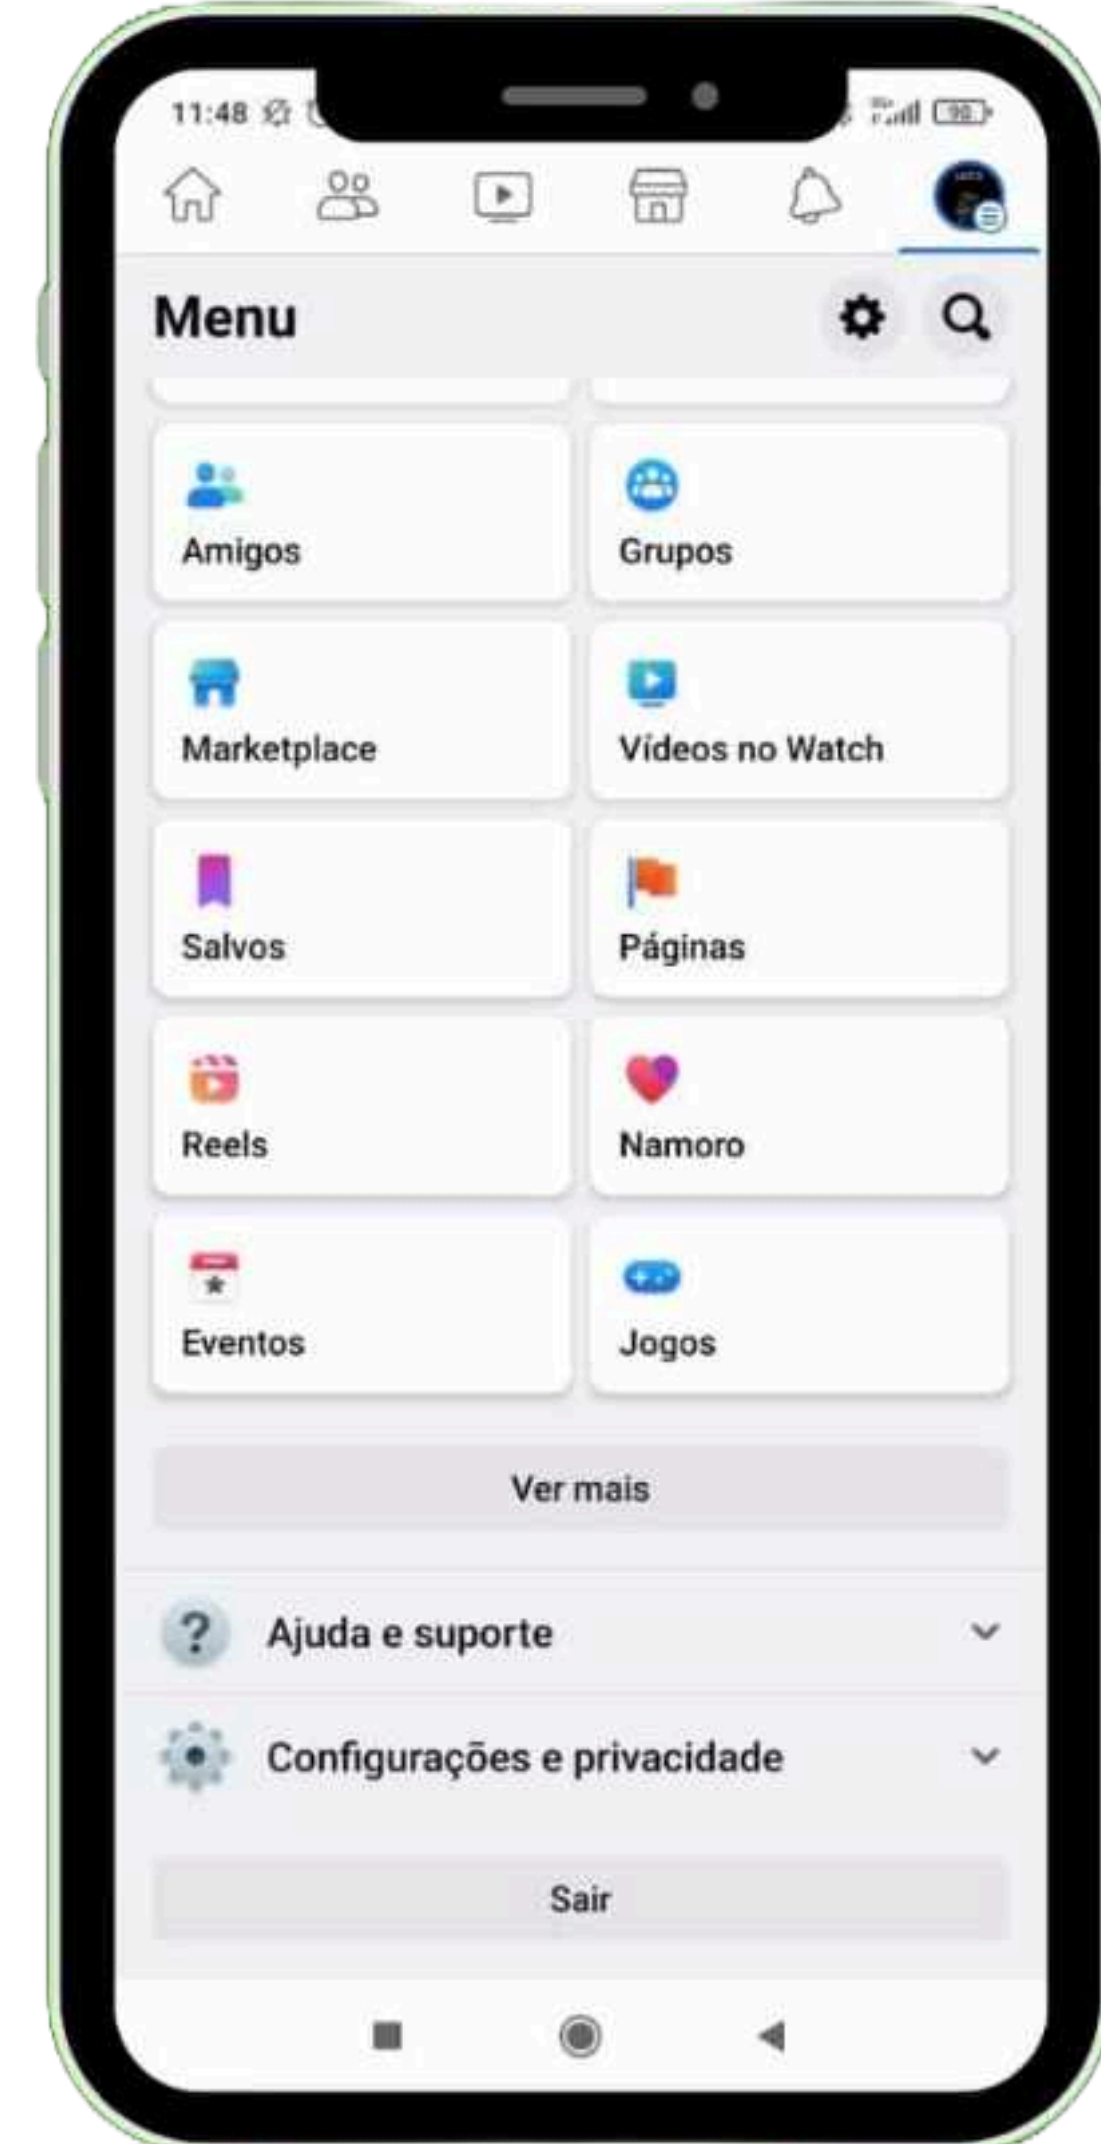 11:48
90
Menu
Amigos
Grupos
Marketplace
Vídeos no Watch
Salvos
Páginas
Reels
Namoro
Eventos
Jogos
Ver mais
Ajuda e suporte
Configurações e privacidade
Sair